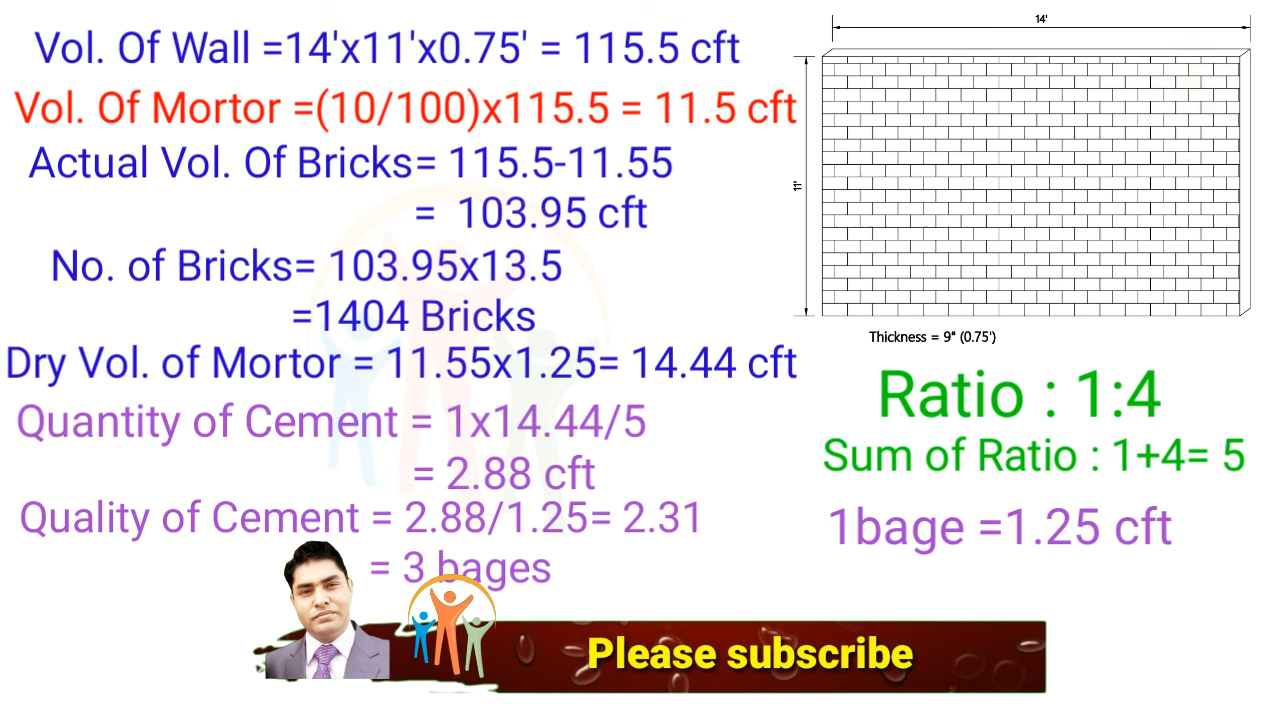 Vol. Of Wall =14'x11'x0.75' = 115.5 cft
Vol. Of Mortor =(10/100)x115.5 = 11.5 cft
Actual Vol. Of Bricks= 115.5-11.55
= 103.95 cft
No. of Bricks= 103.95x13.5
=1404 Bricks
Dry Vol. of Mortor = 11.55x1.25= 14.44 cft
Quantity of Cement = 1x14.44/5
= 2.88 cft
Quality of Cement = 2.88/1.25= 2.31
= 3 bages
14'
11'
Thickness = 9" (0.75')
Ratio : 1:4
Sum of Ratio : 1+4= 5
1bage =1.25 cft
Please subscribe